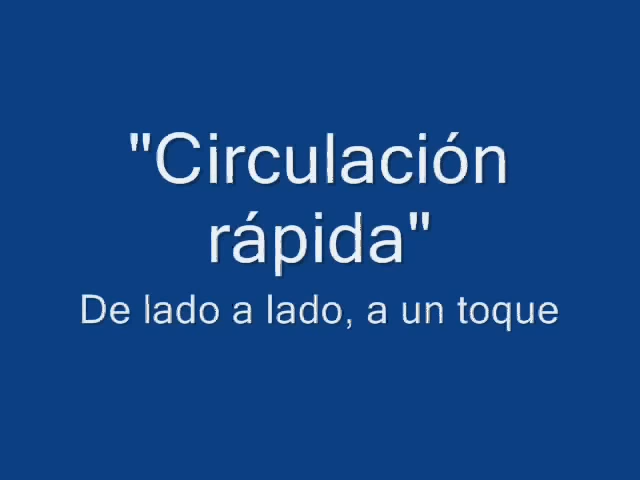 "Circulación
rápida"
De lado a lado, a un toque